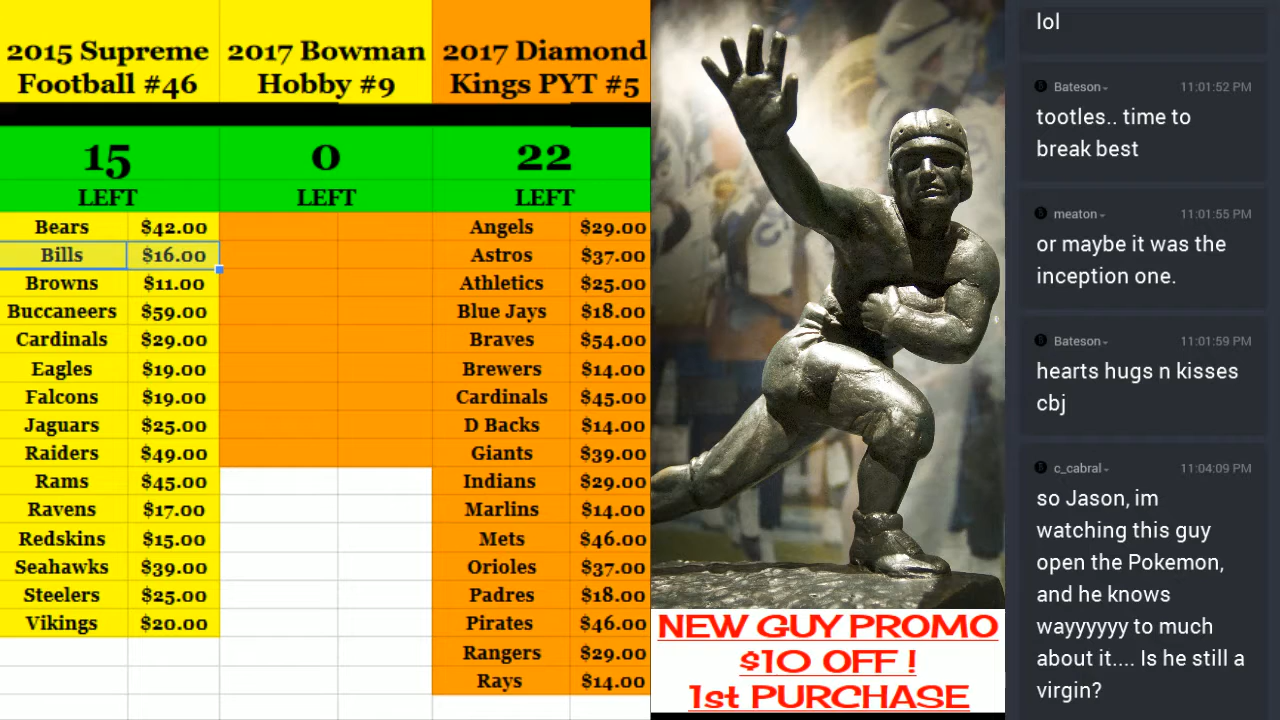 2015 Supreme
Football #46
15
LEFT
Bears $42.00
Bills $16.00
Browns $11.00
Buccaneers $59.00
Cardinals $29.00
Eagles $19.00
Falcons $19.00
Jaguars $25.00
Raiders $49.00
Rams $45.00
Ravens $17.00
Redskins $15.00
Seahawks $39.00
Steelers $25.00
Vikings $20.00
2017 Bowman
Hobby #9
0
LEFT
2017 Diamond
Kings PYT #5
22
LEFT
Angels $29.00
Astros $37.00
Athletics $25.00
Blue Jays $18.00
Braves $54.00
Brewers $14.00
Cardinals $45.00
D Backs $14.00
Giants $39.00
Indians $29.00
Marlins $14.00
Mets $46.00
Orioles $37.00
Padres $18.00
Pirates $46.00
Rangers $29.00
Rays $14.00
NEW GUY PROMO
$10 OFF !
1st PURCHASE
lol
Bateson 11:01:52 PM
tootles.. time to
break best
meaton 11:01:55 PM
or maybe it was the
inception one.
Bateson 11:01:59 PM
hearts hugs n kisses
cbj
c_cabral 11:04:09 PM
so Jason, im
watching this guy
open the Pokemon,
and he knows
wayyyyyy to much
about it.... Is he still a
virgin?